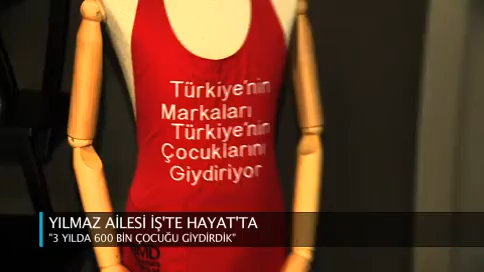 Türkiye'nin
Markaları
Türkiye'nin
Çocuklarını
Giydiriyor
YILMAZ AİLESİ İŞ'TE HAYAT'TA
"3 YILDA 600 BİN ÇOCUĞU GİYDİRDİK"